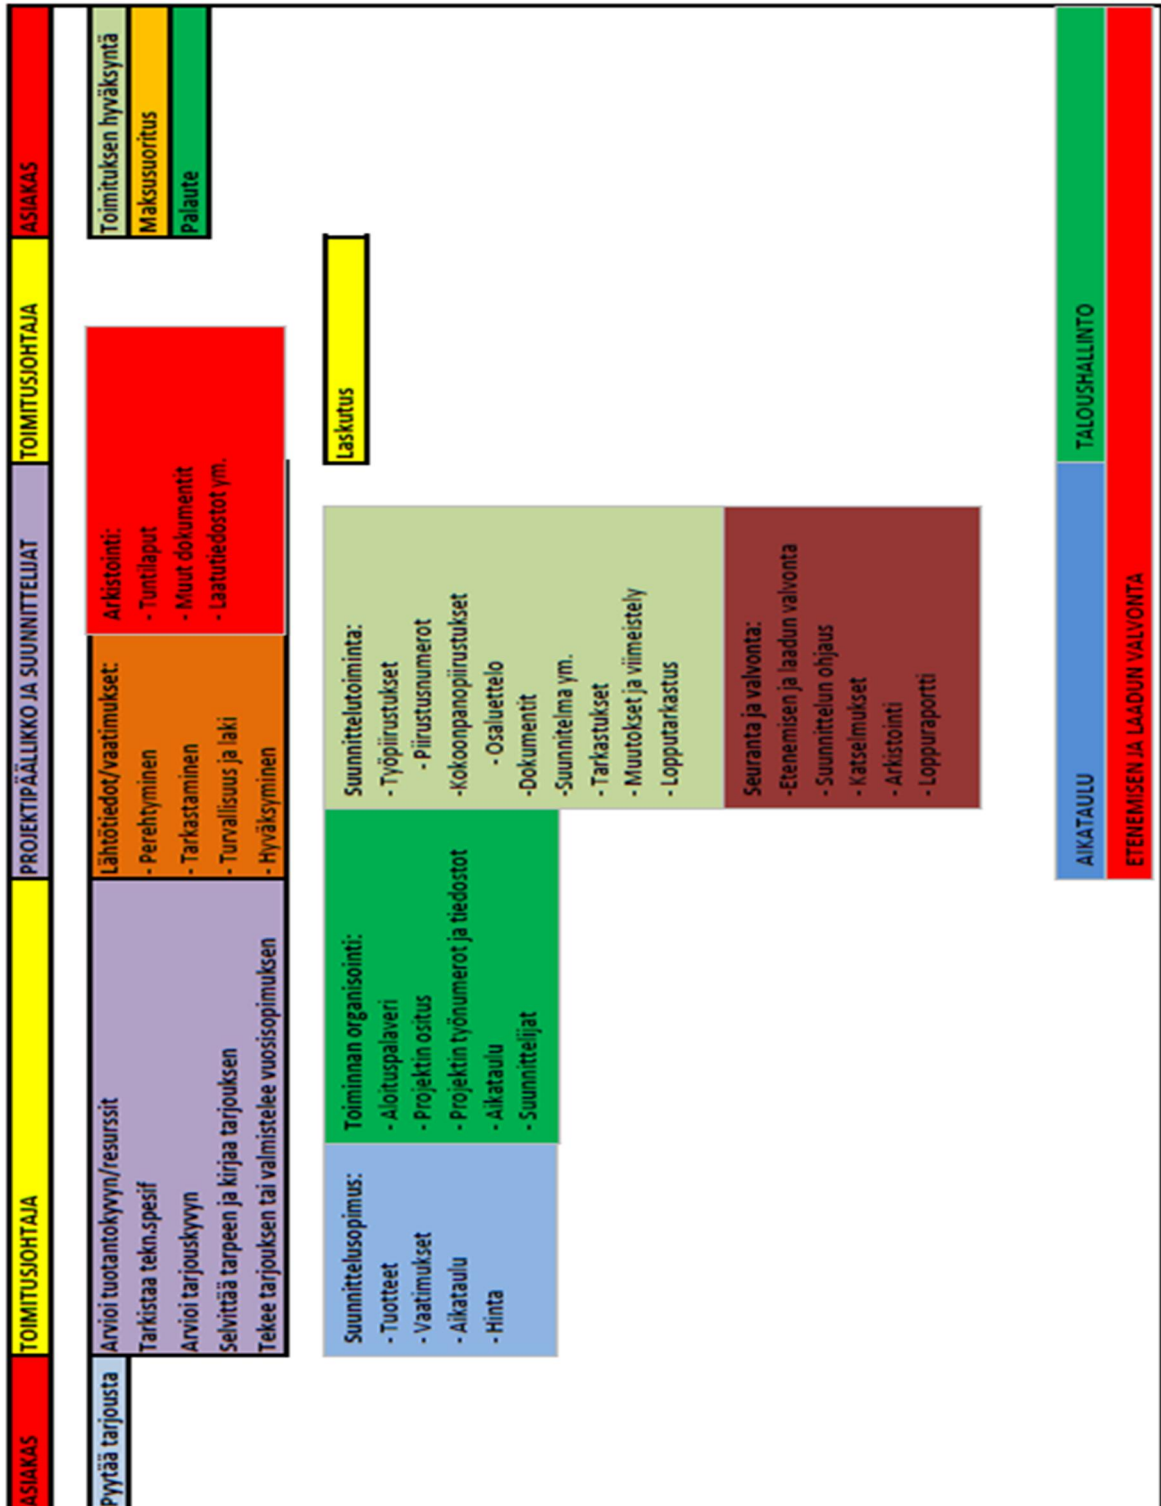 ASIAKAS
TOIMITUSJOHTAJA
PROJEKTIPÄÄLLIKKO JA SUUNNITTELIJAT
TOIMITUSJOHTAJA
ASIAKAS
Pyytää tarjousta
Arvioi tuotantokyvyn/resurssit
Tarkistaa tekn.spesif
Arvioi tarjouskyvyn
Selvittää tarpeen ja kirjaa tarjouksen
Tekee tarjouksen tai valmistelee vuosisopimuksen
Lähtötiedot/vaatimukset:
- Perehtyminen
- Tarkastaminen
- Turvallisuus ja laki
- Hyväksyminen
Arkistointi:
- Tuntilaput
- Muut dokumentit
- Laatutiedostot ym.
Toimituksen hyväksyntä
Maksusuoritus
Palaute
Suunnittelusopimus:
- Tuotteet
- Vaatimukset
- Aikataulu
- Hinta
Toiminnan organisointi:
- Aloituspalaveri
- Projektin ositus
- Projektin työnumerot ja tiedostot
- Aikataulu
- Suunnittelijat
Suunnittelutoiminta:
- Työpiirustukset
- Piirustusnumerot
-Kokoonpanopiirustukset
- Osaluettelo
-Dokumentit
-Suunnitelma ym.
- Tarkastukset
- Muutokset ja viimeistely
- Lopputarkastus
Laskutus
Seuranta ja valvonta:
-Etenemisen ja laadun valvonta
- Suunnittelun ohjaus
- Katselmukset
- Arkistointi
- Loppuraportti
AIKATAULU
TALOUSHALLINTO
ETENEMISEN JA LAADUN VALVONTA